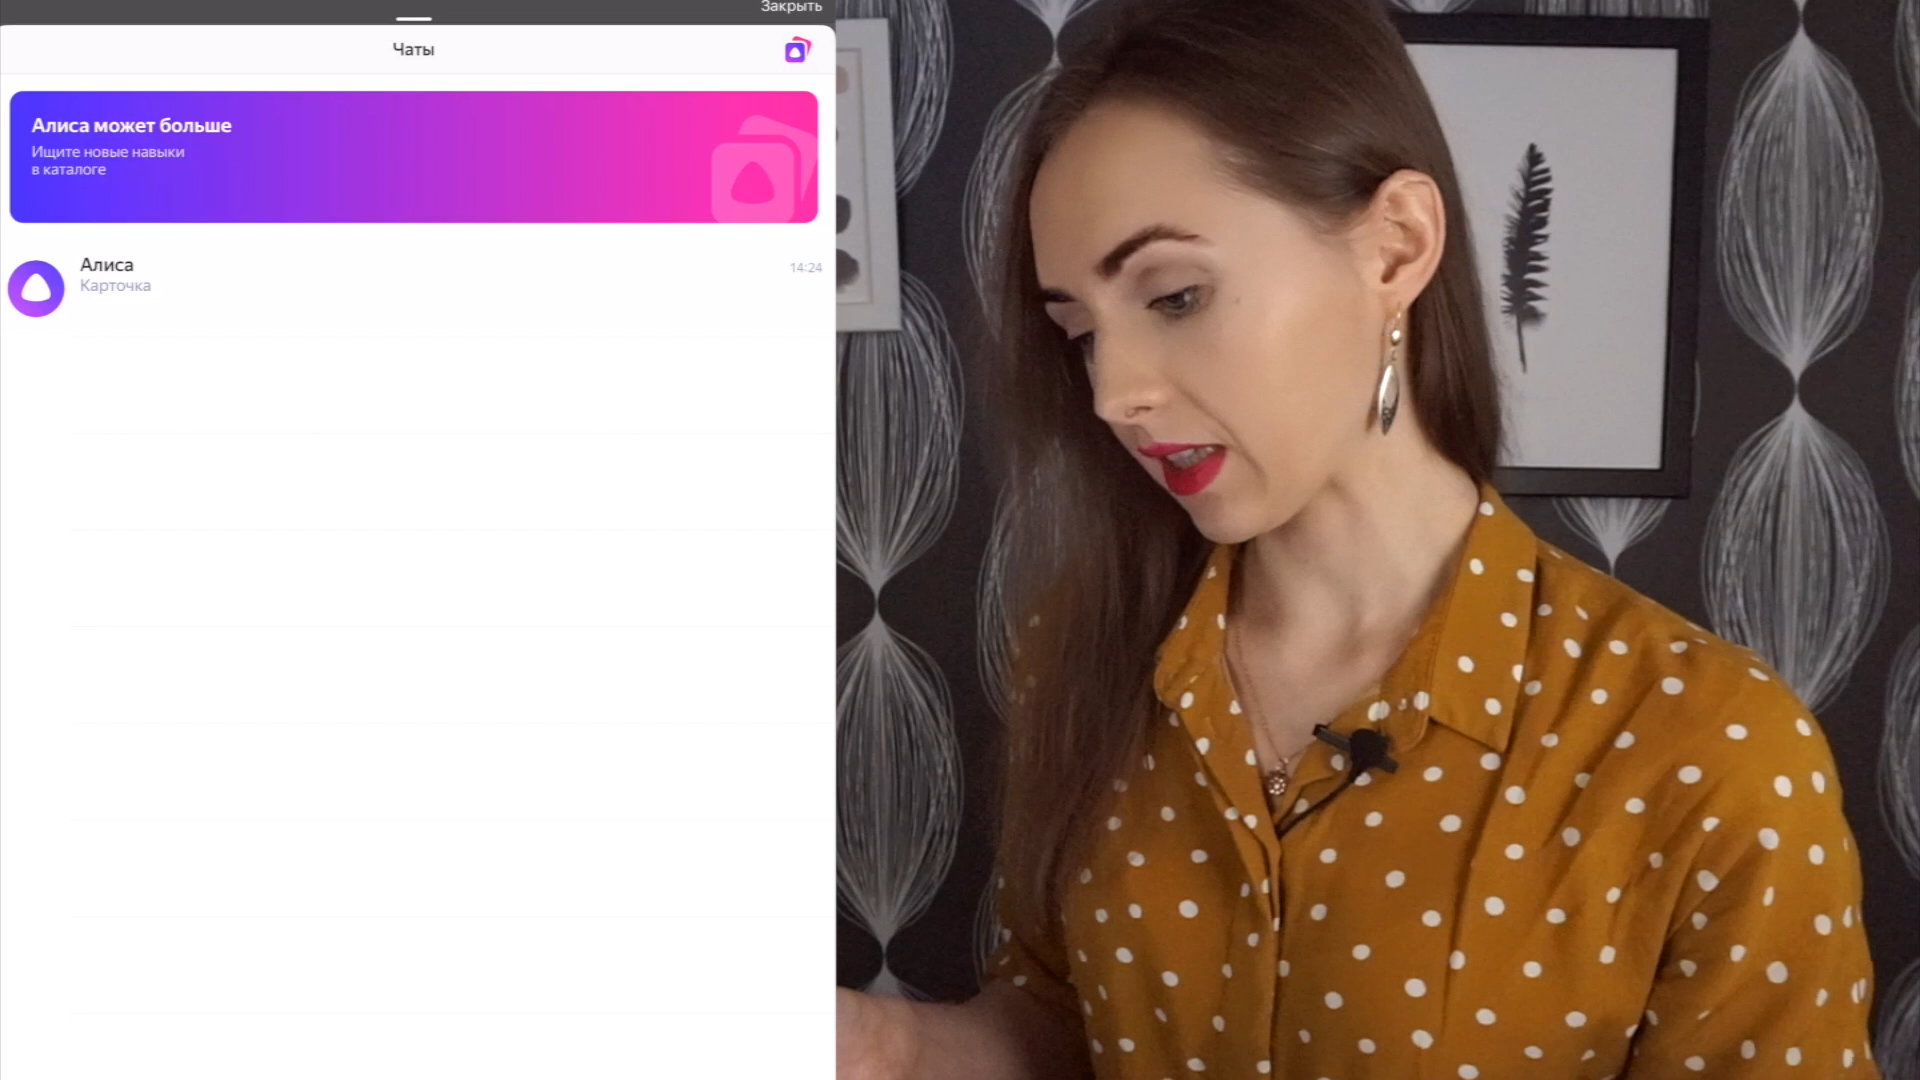 Закрыть
Чаты
Алиса может больше
Ищите новые навыки
в каталоге
Алиса
14:24
Карточка